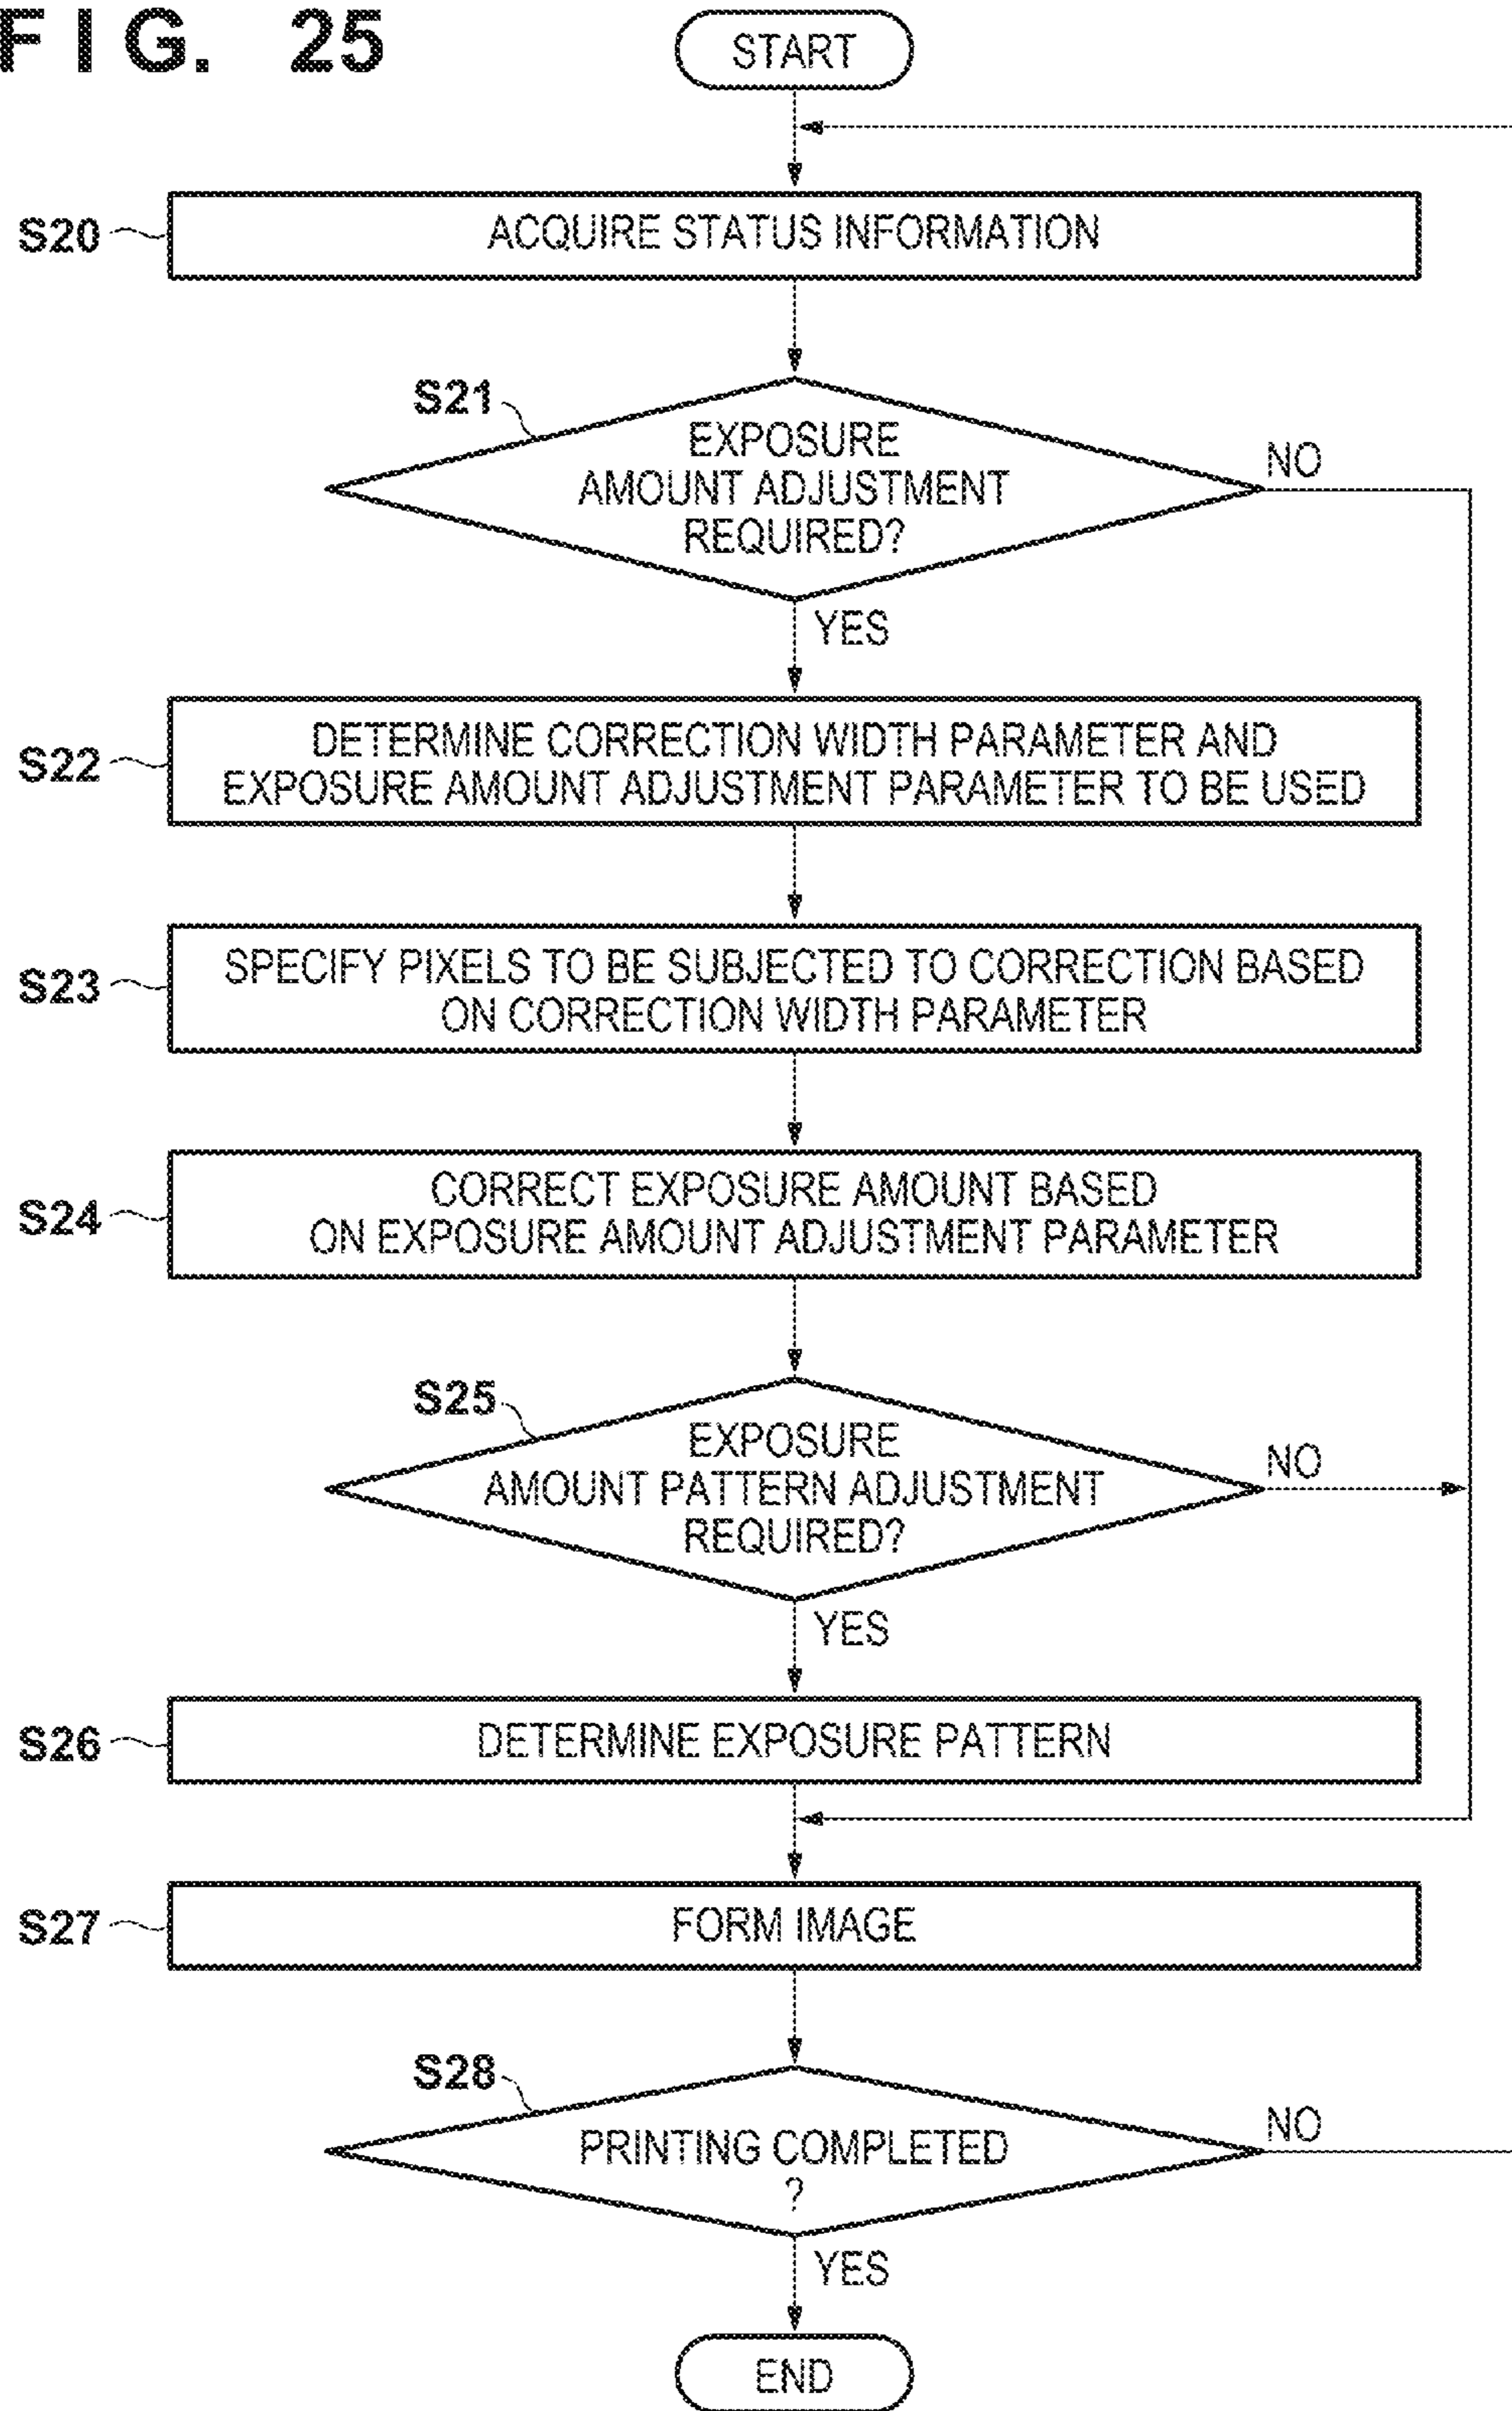 FIG. 25
START
S20
ACQUIRE STATUS INFORMATION
S21
EXPOSURE
AMOUNT ADJUSTMENT
REQUIRED?
NO
YES
S22
DETERMINE CORRECTION WIDTH PARAMETER AND
EXPOSURE AMOUNT ADJUSTMENT PARAMETER TO BE USED
S23
SPECIFY PIXELS TO BE SUBJECTED TO CORRECTION BASED
ON CORRECTION WIDTH PARAMETER
S24
CORRECT EXPOSURE AMOUNT BASED
ON EXPOSURE AMOUNT ADJUSTMENT PARAMETER
S25
EXPOSURE
AMOUNT PATTERN ADJUSTMENT
REQUIRED?
NO
YES
S26
DETERMINE EXPOSURE PATTERN
S27
FORM IMAGE
S28
PRINTING COMPLETED
?
NO
YES
END